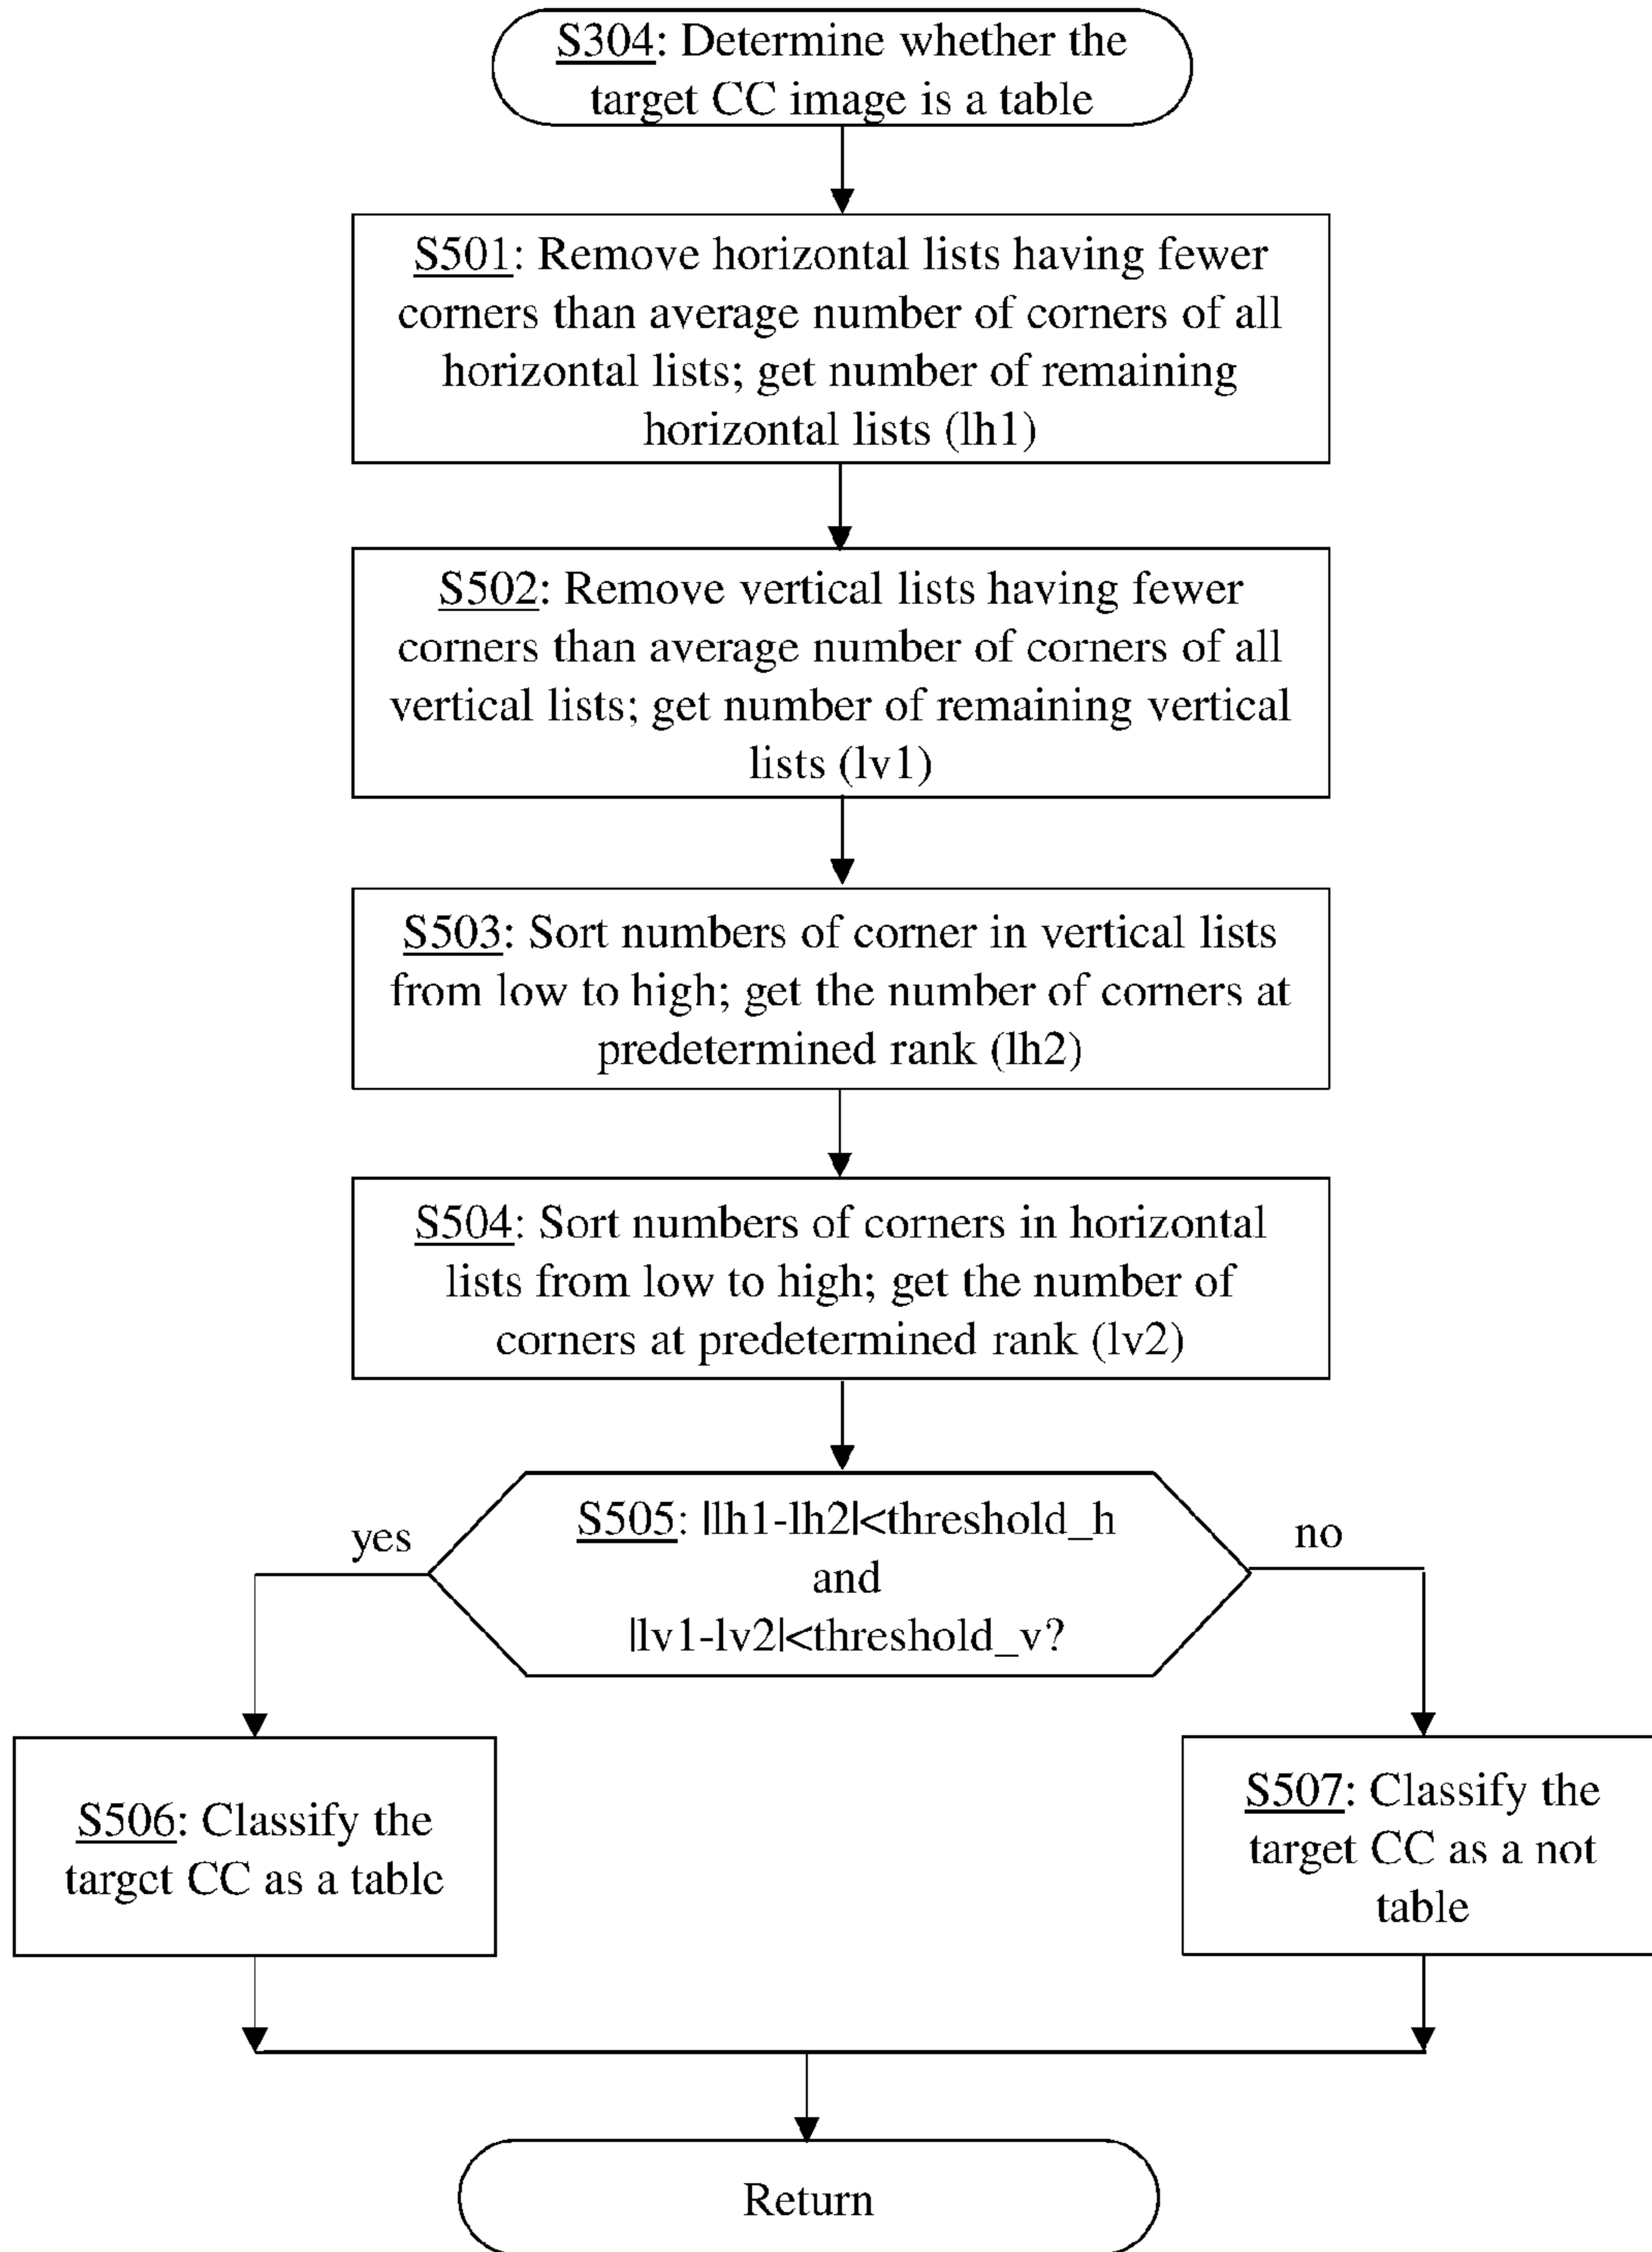 S304: Determine whether the
target CC image is a table
S501: Remove horizontal lists having fewer
corners than average number of corners of all
horizontal lists; get number of remaining
horizontal lists (lh1)
S502: Remove vertical lists having fewer
corners than average number of corners of all
vertical lists; get number of remaining vertical
lists (lv1)
S503: Sort numbers of corner in vertical lists
from low to high; get the number of corners at
predetermined rank (lh2)
S504: Sort numbers of corners in horizontal
lists from low to high; get the number of
corners at predetermined rank (lv2)
S505: |lh1-lh2|<threshold_h
and
|lv1-lv2|<threshold_v?
yes
no
S506: Classify the
target CC as a table
S507: Classify the
target CC as a not
table
Return